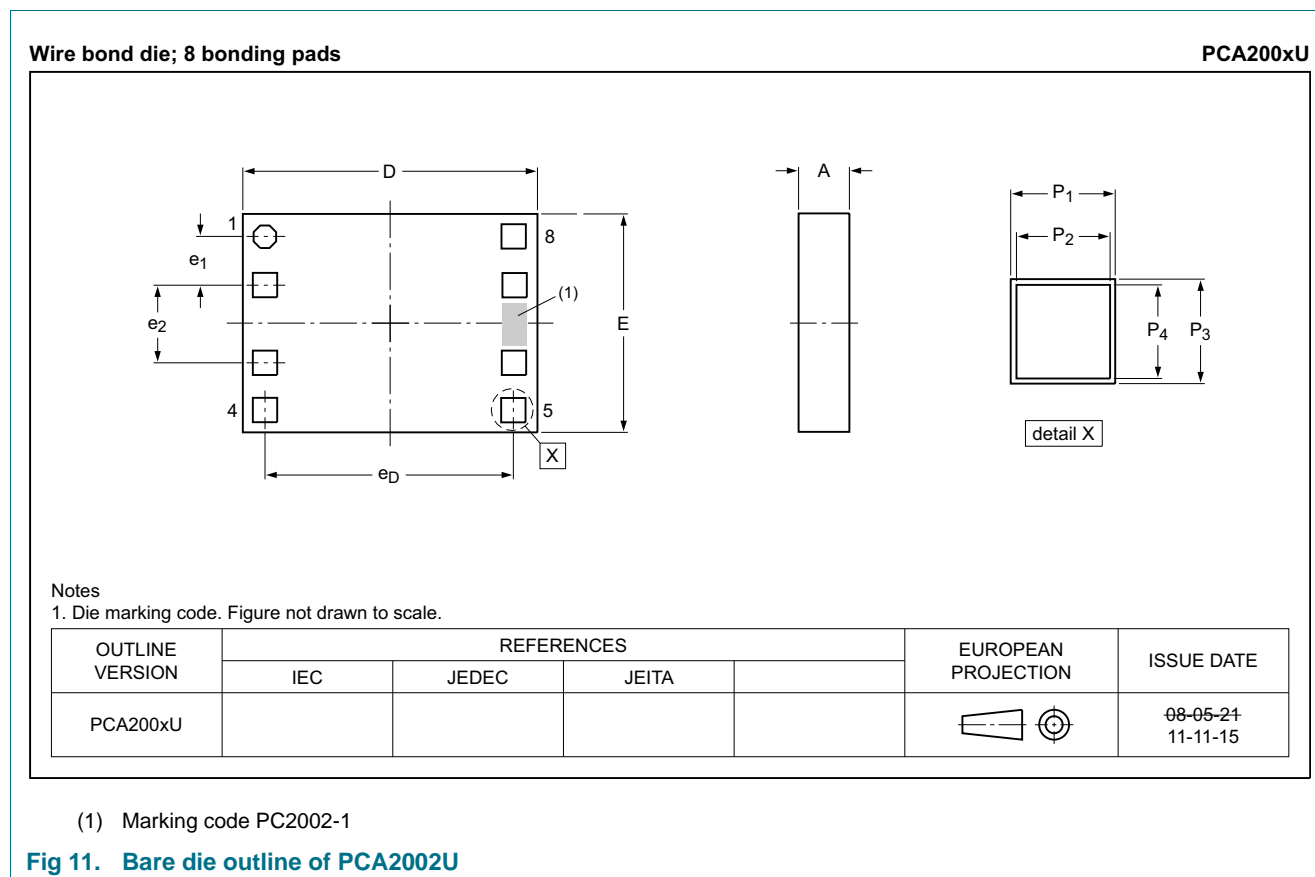 Wire bond die; 8 bonding pads PCA200xU
D
A
P1
P2
1
8
e1
(1)
e2
E
P4 P3
4
5
X
eD
detail X
Notes
1. Die marking code. Figure not drawn to scale.
OUTLINE VERSION REFERENCES EUROPEAN PROJECTION ISSUE DATE
IEC JEDEC JEITA
PCA200xU
08-05-21
11-11-15
(1) Marking code PC2002-1
Fig 11. Bare die outline of PCA2002U